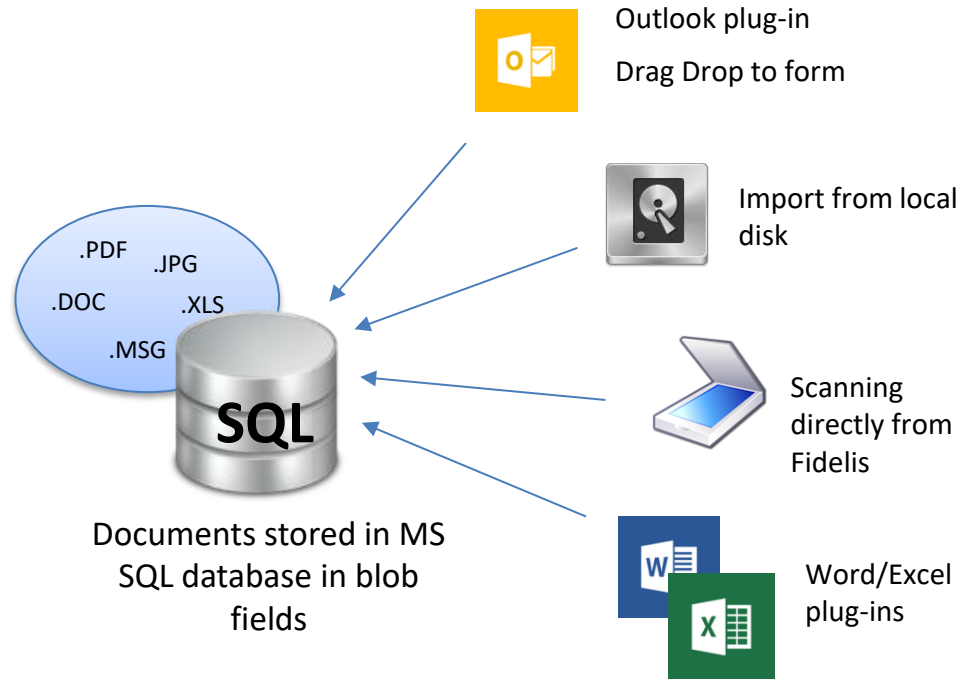 Outlook plug-in
Drag Drop to form
O
Import from local
disk
.PDF
.JPG
.DOC
.XLS
.MSG
SQL
Scanning
directly from
Fidelis
Documents stored in MS
SQL database in blob
fields
W
X
Word/Excel
plug-ins